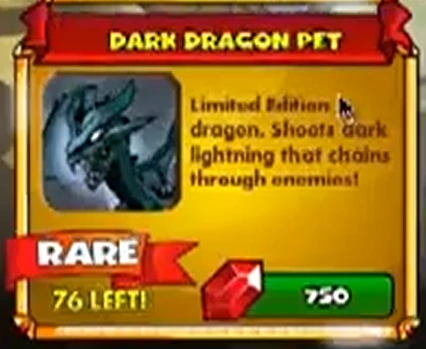 DARK DRAGON PET
Limited Edition
dragon. Shoots dark
lightning that chains
through enemies!
RARE
76 LEFT!
750